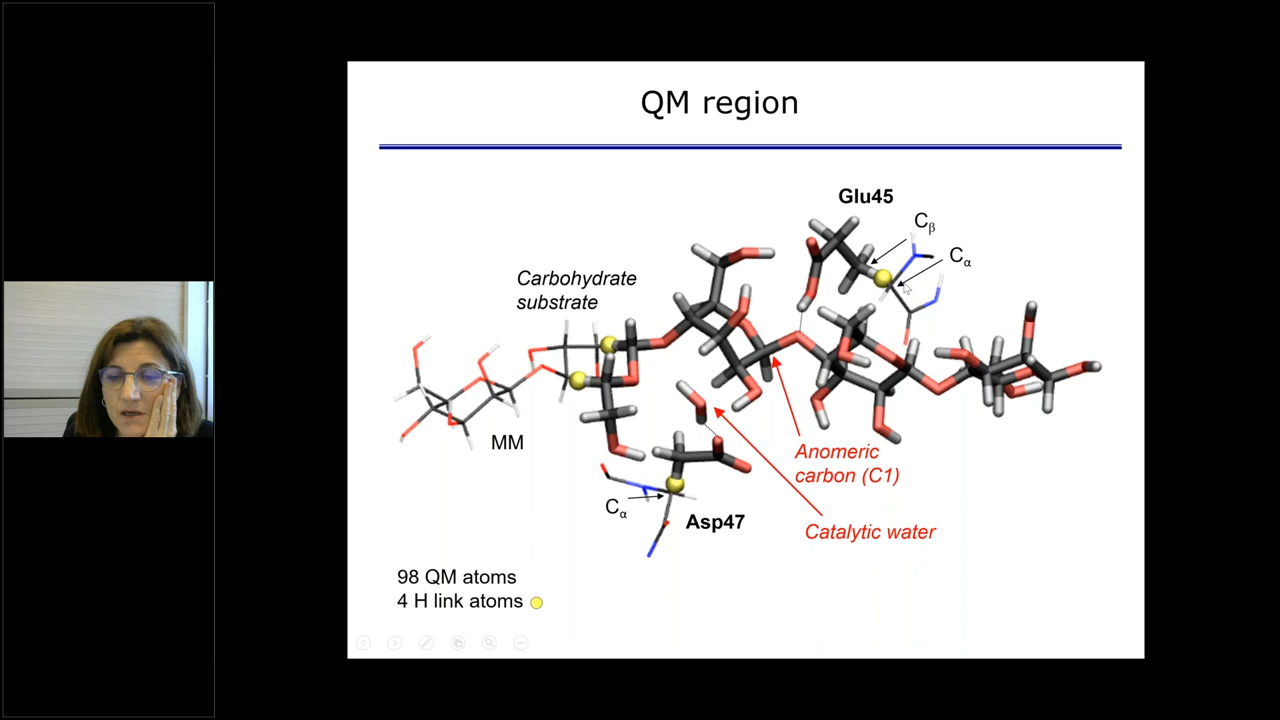 QM region
Glu45
Cβ
Cα
Carbohydrate
substrate
MM
Anomeric
carbon (C1)
Cα
Asp47
Catalytic water
98 QM atoms
4 H link atoms